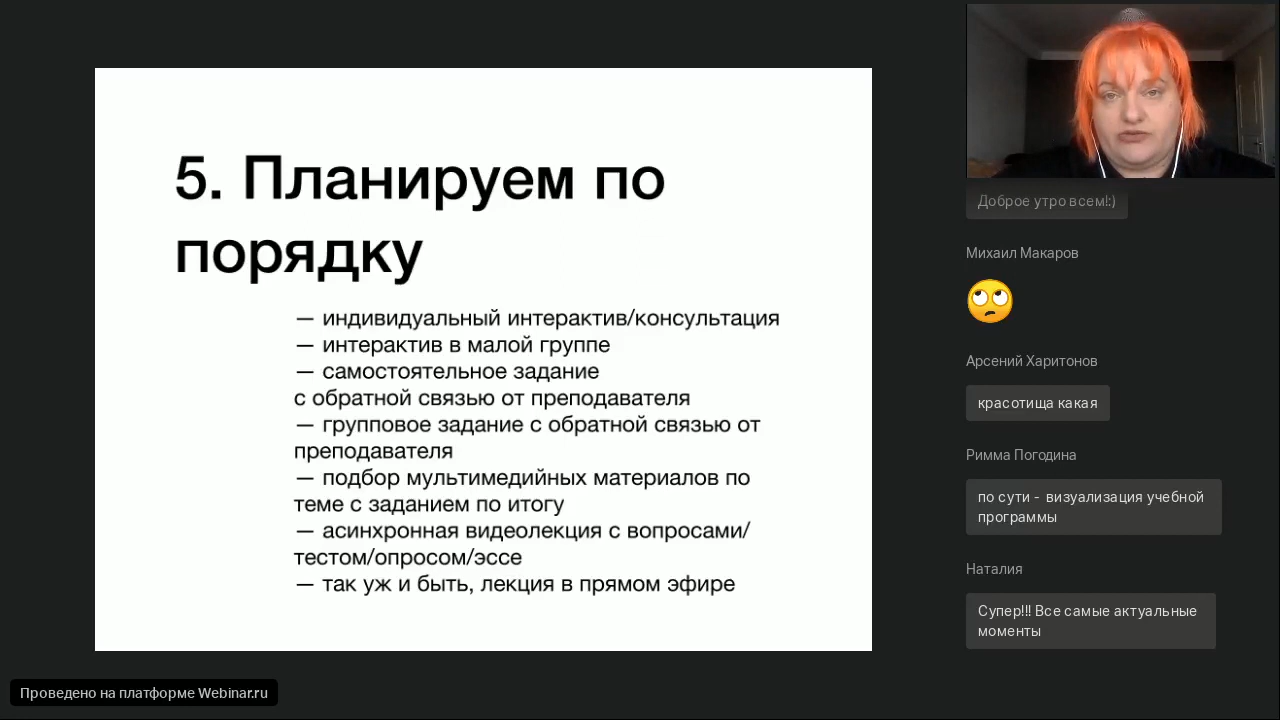 5. Планируем по
порядку
— индивидуальный интерактив/консультация
— интерактив в малой группе
— самостоятельное задание
с обратной связью от преподавателя
— групповое задание с обратной связью от
преподавателя
— подбор мультимедийных материалов по
теме с заданием по итогу
— асинхронная видеолекция с вопросами/
тестом/опросом/эссе
— так уж и быть, лекция в прямом эфире
Доброе утро всем!:)
Михаил Макаров
Арсений Харитонов
красотища какая
Римма Погодина
по сути - визуализация учебной
программы
Наталия
Супер!!! Все самые актуальные
моменты
Проведено на платформе Webinar.ru